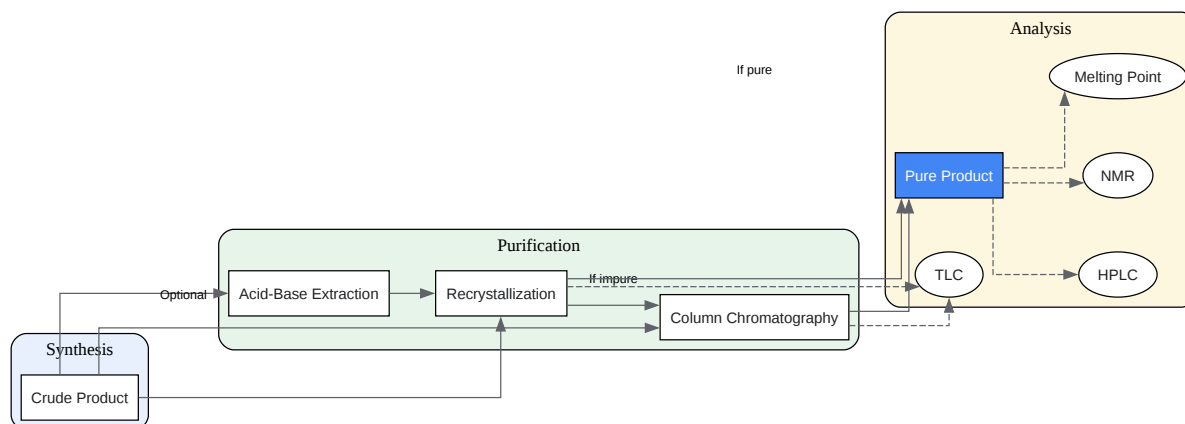 Analysis
If pure
Melting Point
Pure Product
NMR
Purification
TLC
HPLC
If impure
Acid-Base Extraction
Recrystallization
Optional
Column Chromatography
Synthesis
Crude Product